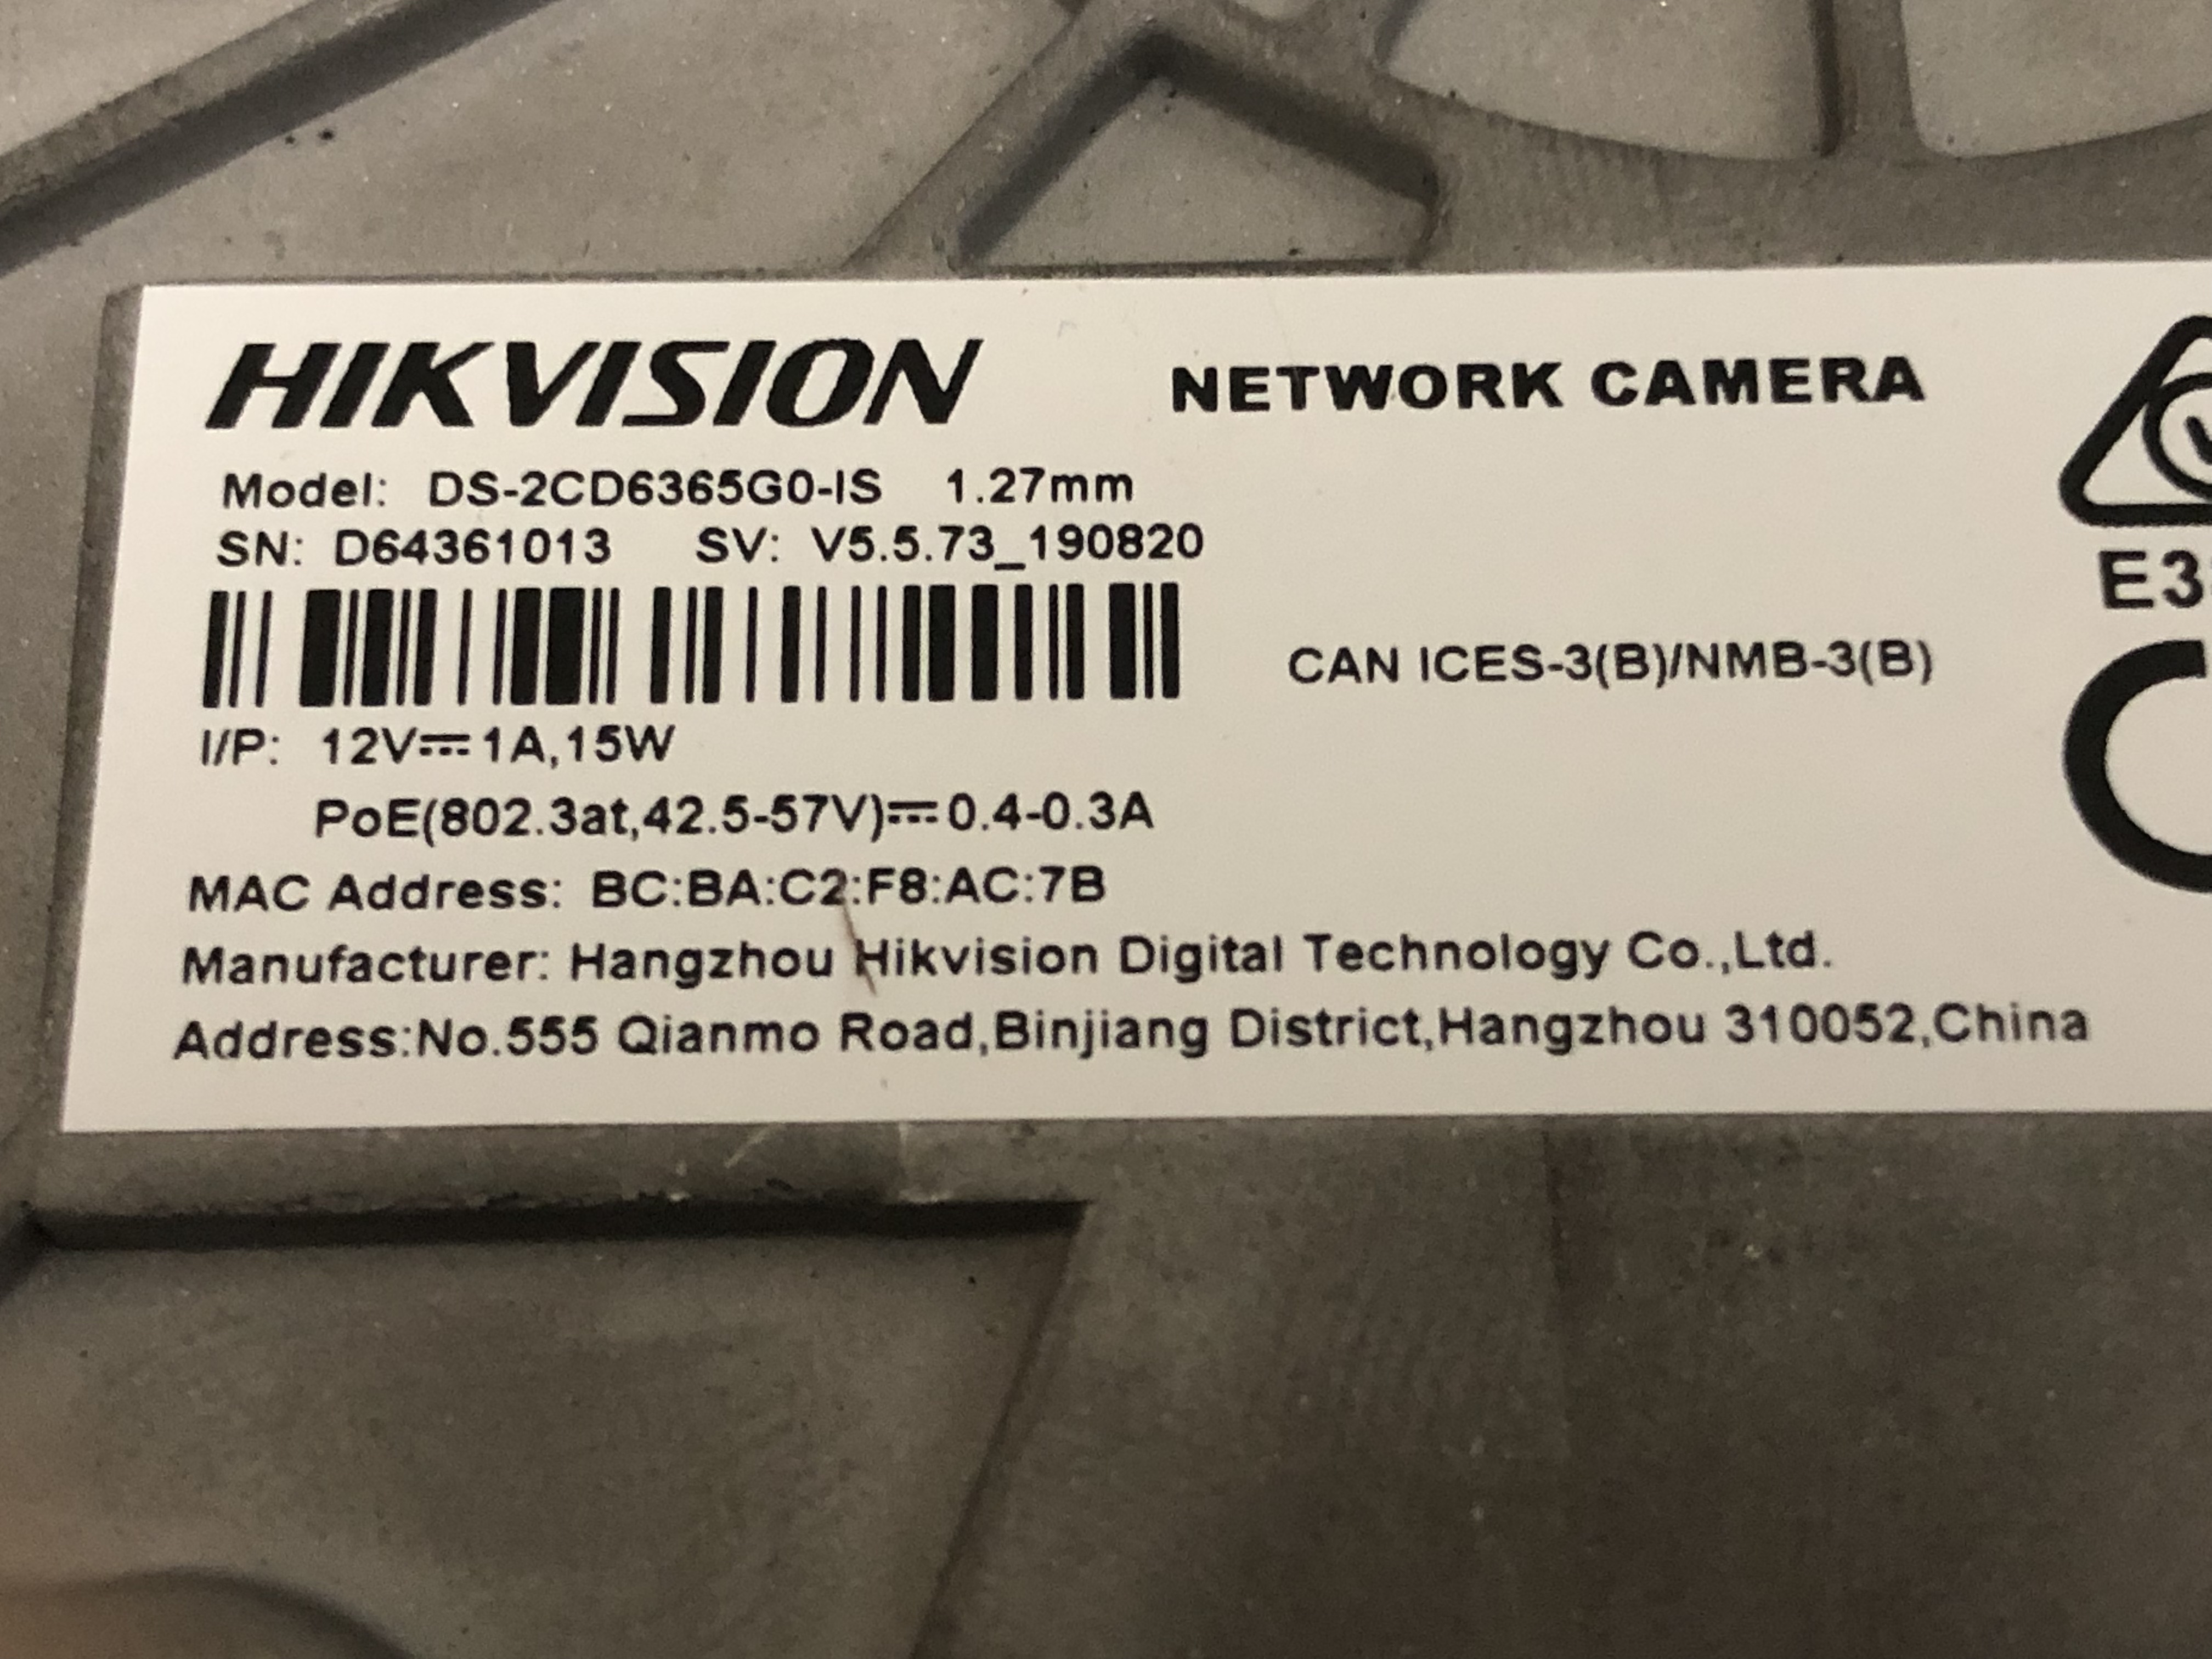 HIKVISION NETWORK CAMERA
Model: DS-2CD6365G0-IS 1.27mm
SN: D64361013 SV: V5.5.73_190820
CAN ICES-3(B)/NMB-3(B)
I/P: 12V⎓1A,15W
PoE(802.3at,42.5-57V)⎓0.4-0.3A
MAC Address: BC:BA:C2:F8:AC:7B
Manufacturer: Hangzhou Hikvision Digital Technology Co.,Ltd.
Address:No.555 Qianmo Road,Binjiang District,Hangzhou 310052,China